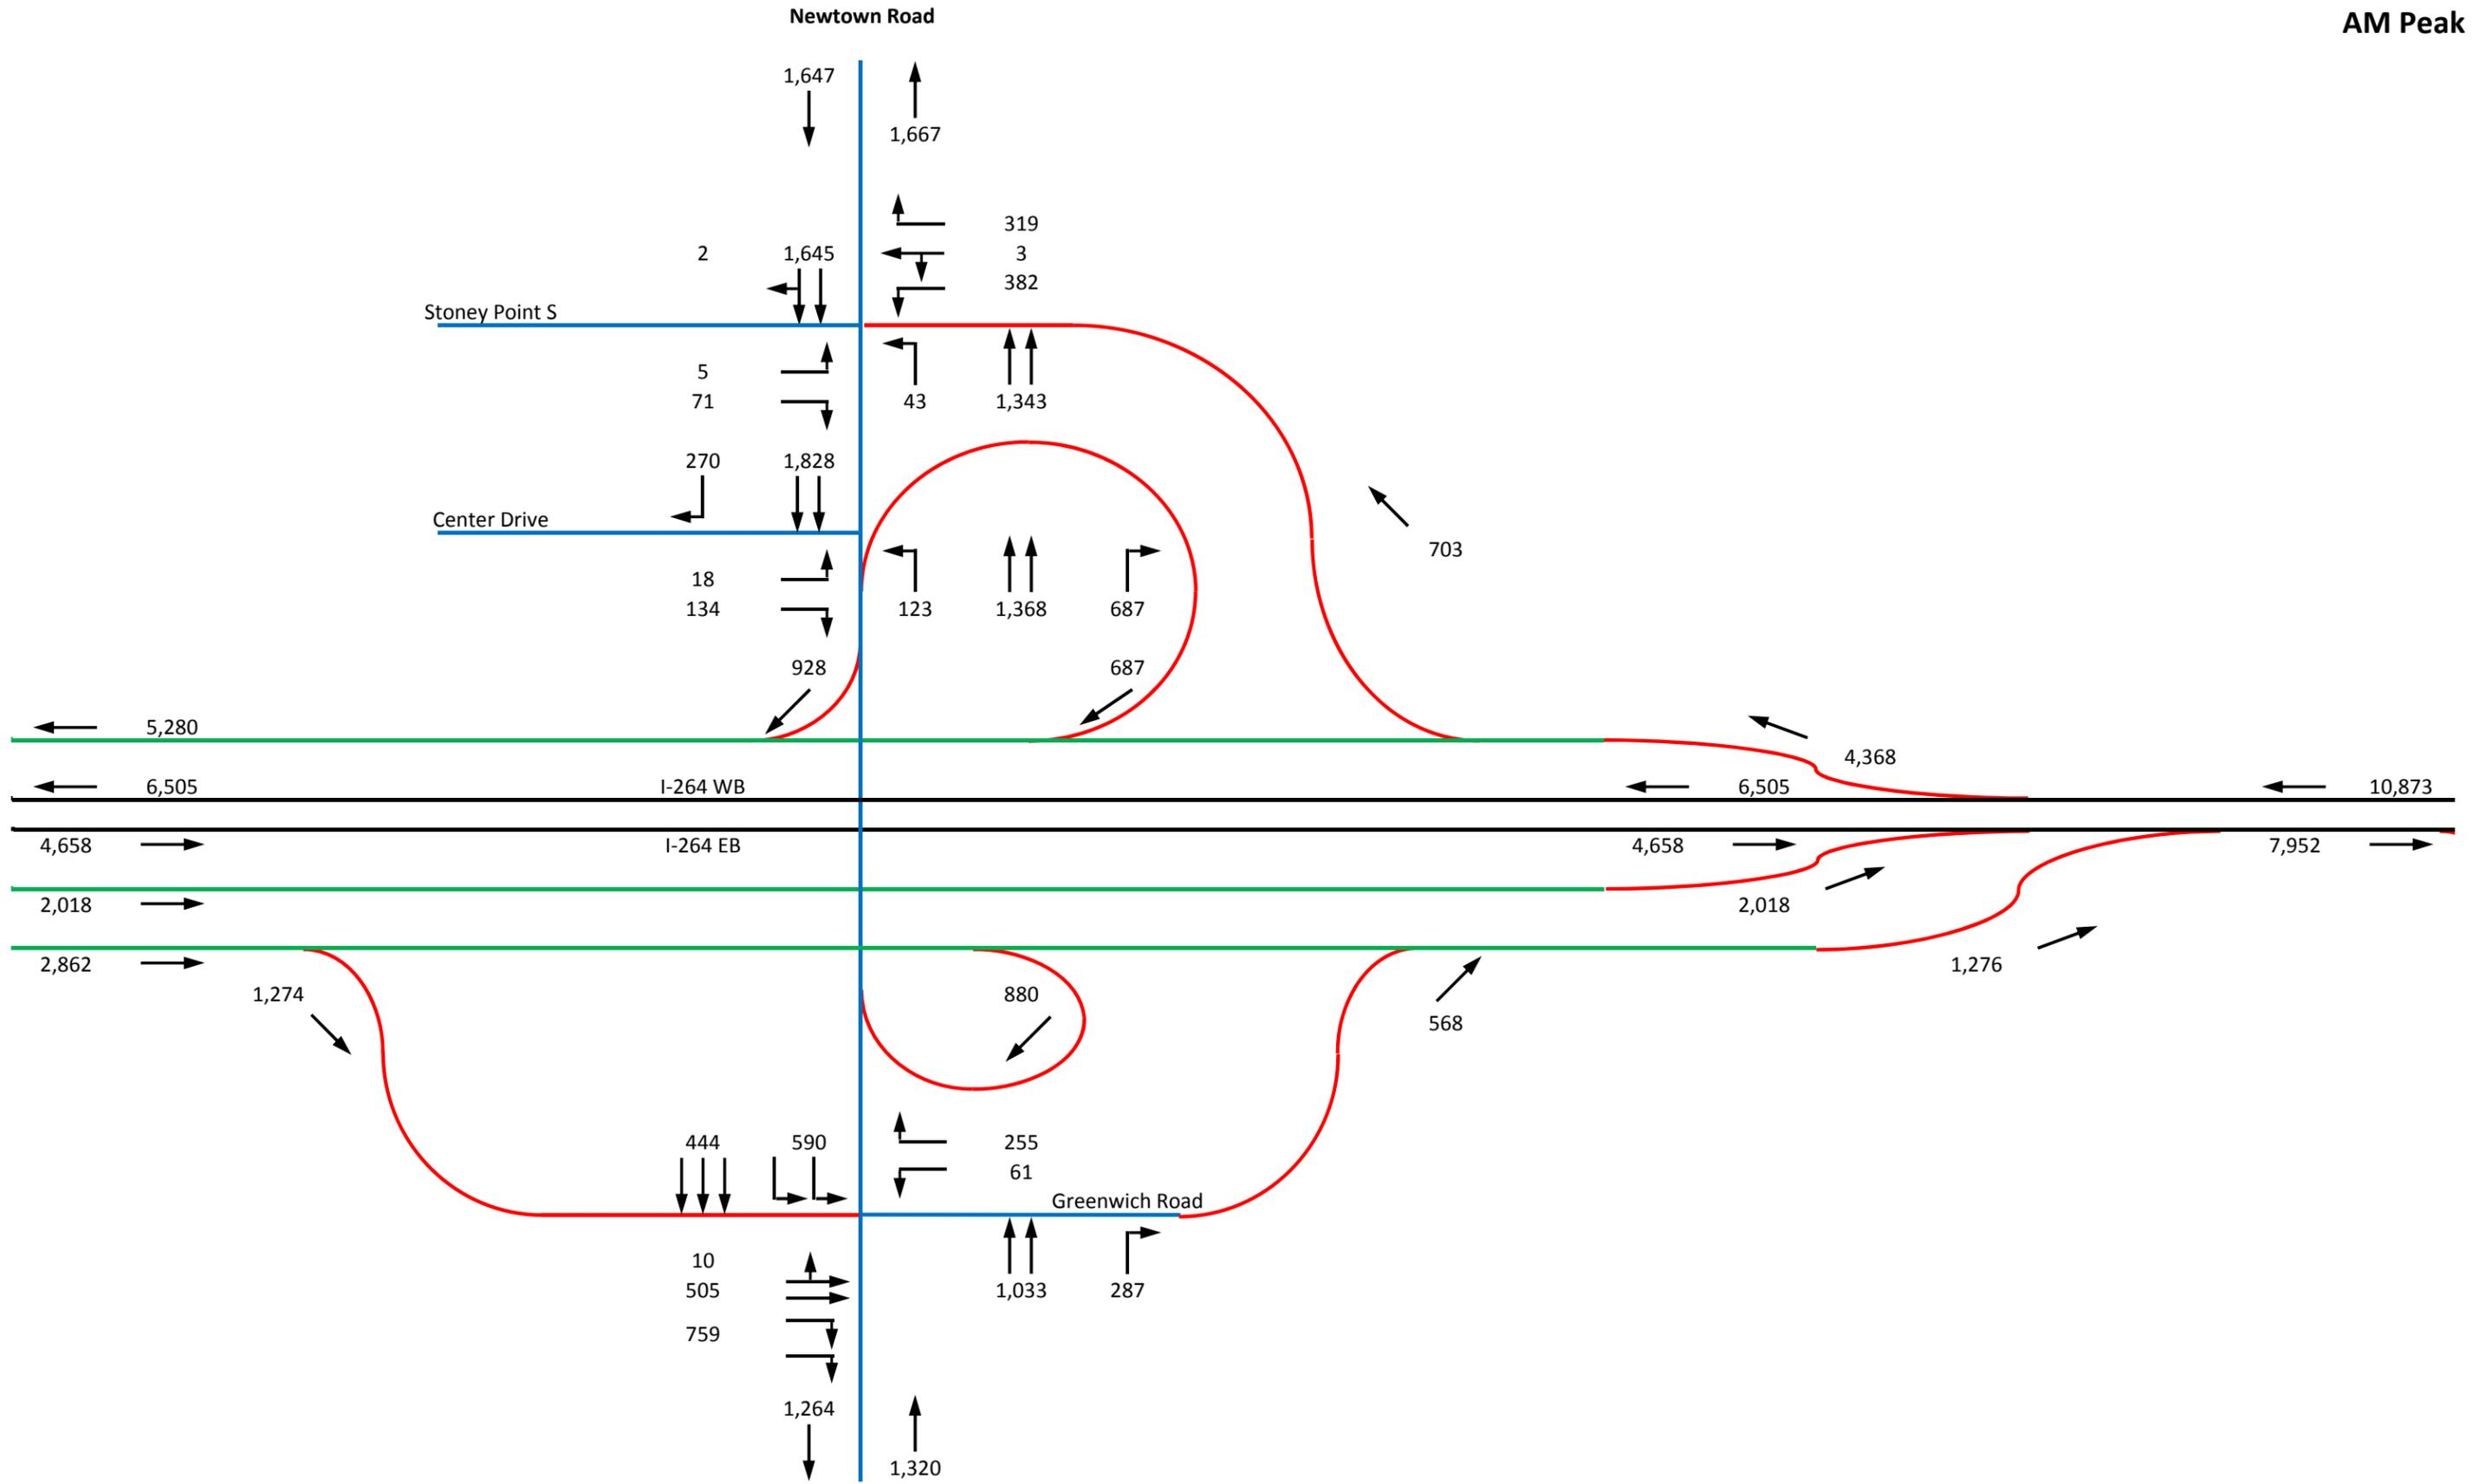 Newtown Road
AM Peak
1,647
1,667
319
2 1,645 3
382
Stoney Point S
5
71 43 1,343
270 1,828
Center Drive
703
18
134 123 1,368 687
928 687
5,280
4,368
6,505 I-264 WB 6,505 10,873
4,658 I-264 EB 4,658 7,952
2,018 2,018
2,862 1,276
1,274 880
568
444 590 255
61
Greenwich Road
10
505 1,033 287
759
1,264
1,320